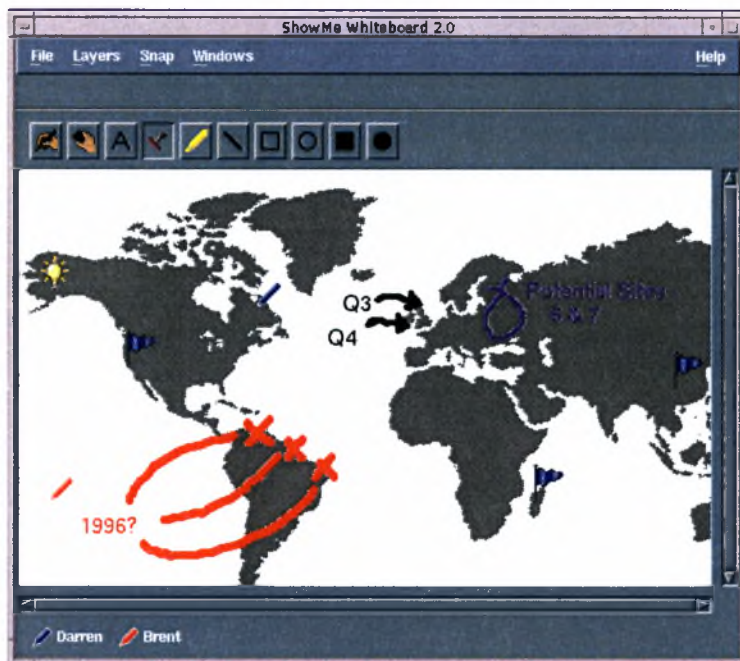 ShowMe Whiteboard 2.0
File Layers Snap Windows Help
A
Potential Sites
6 & 7
Q3
Q4
1996?
Darren Brent